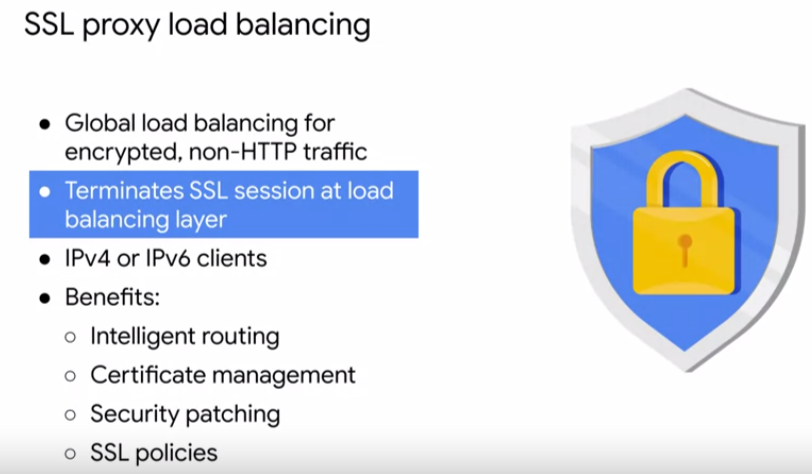 SSL proxy load balancing
● Global load balancing for
encrypted, non-HTTP traffic
● Terminates SSL session at load
balancing layer
● IPv4 or IPv6 clients
● Benefits:
○ Intelligent routing
○ Certificate management
○ Security patching
○ SSL policies